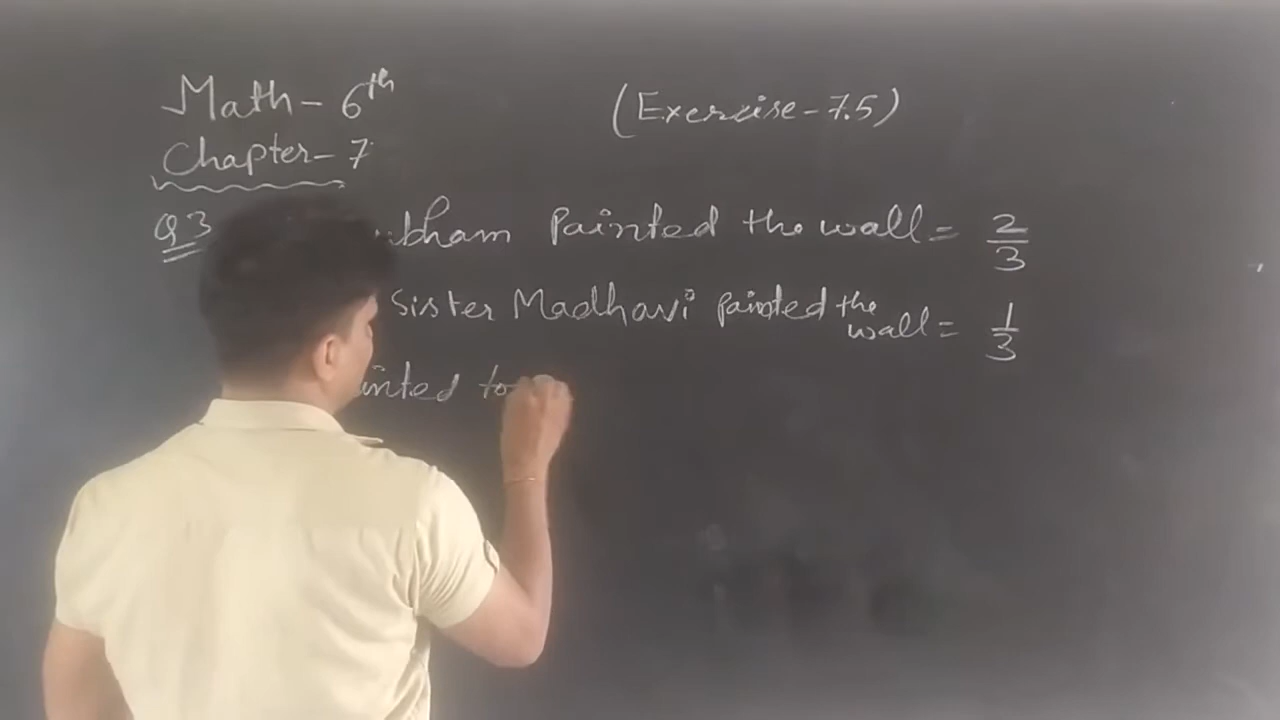 Math - 6th
(Exercise - 7.5)
Chapter - 7
Q3 ubham Painted the wall = 2/3
Sister Madhavi painted the wall = 1/3
inted to